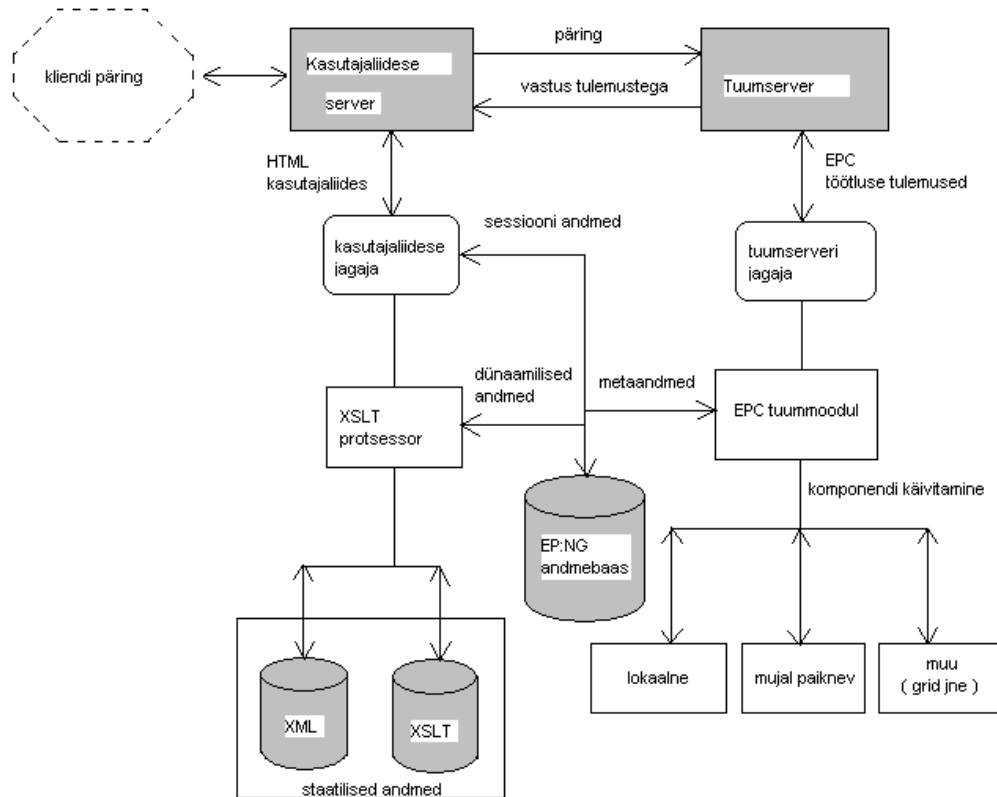 kliendi päring
Kasutajaliidese
server
päring
vastus tulemustega
Tuumserver
HTML
kasutajaliides
EPC
töötluse tulemused
kasutajaliidese
jagaja
sessiooni andmed
tuumserveri
jagaja
XSLT
protsessor
dünaamilised
andmed
metaandmed
EPC tuummoodul
komponendi käivitamine
EP:NG
andmebaas
lokaalne
mujal paiknev
muu
( grid jne )
XML
XSLT
staatilised andmed